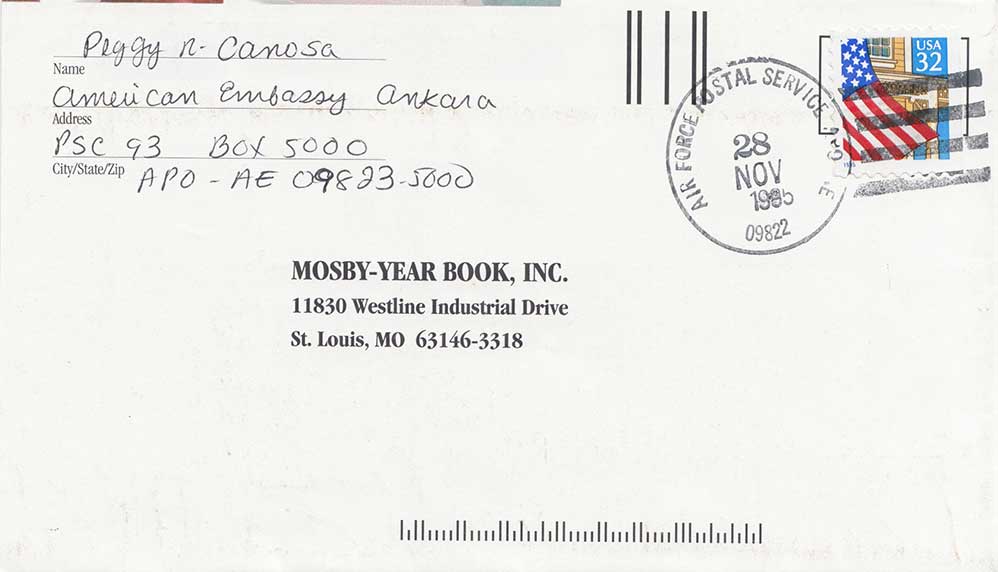 Peggy R. Canosa
Name
American Embassy Ankara
Address
PSC 93 BOX 5000
City/State/Zip
APO - AE 09823-5000
USA
32
AIR FORCE POSTAL SERVICE
28
NOV
1995
09822
MOSBY-YEAR BOOK, INC.
11830 Westline Industrial Drive
St. Louis, MO 63146-3318